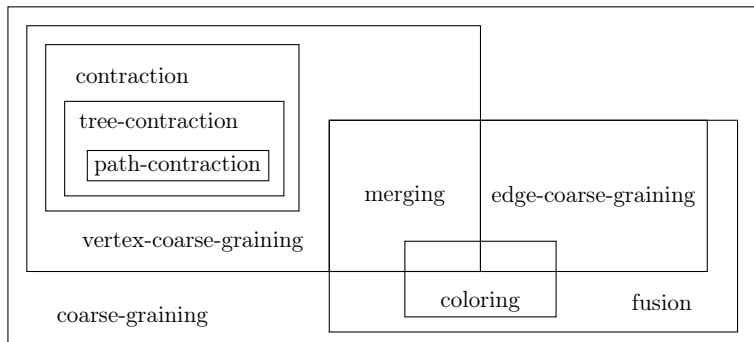 contraction
tree-contraction
path-contraction
merging
edge-coarse-graining
vertex-coarse-graining
coloring
fusion
coarse-graining